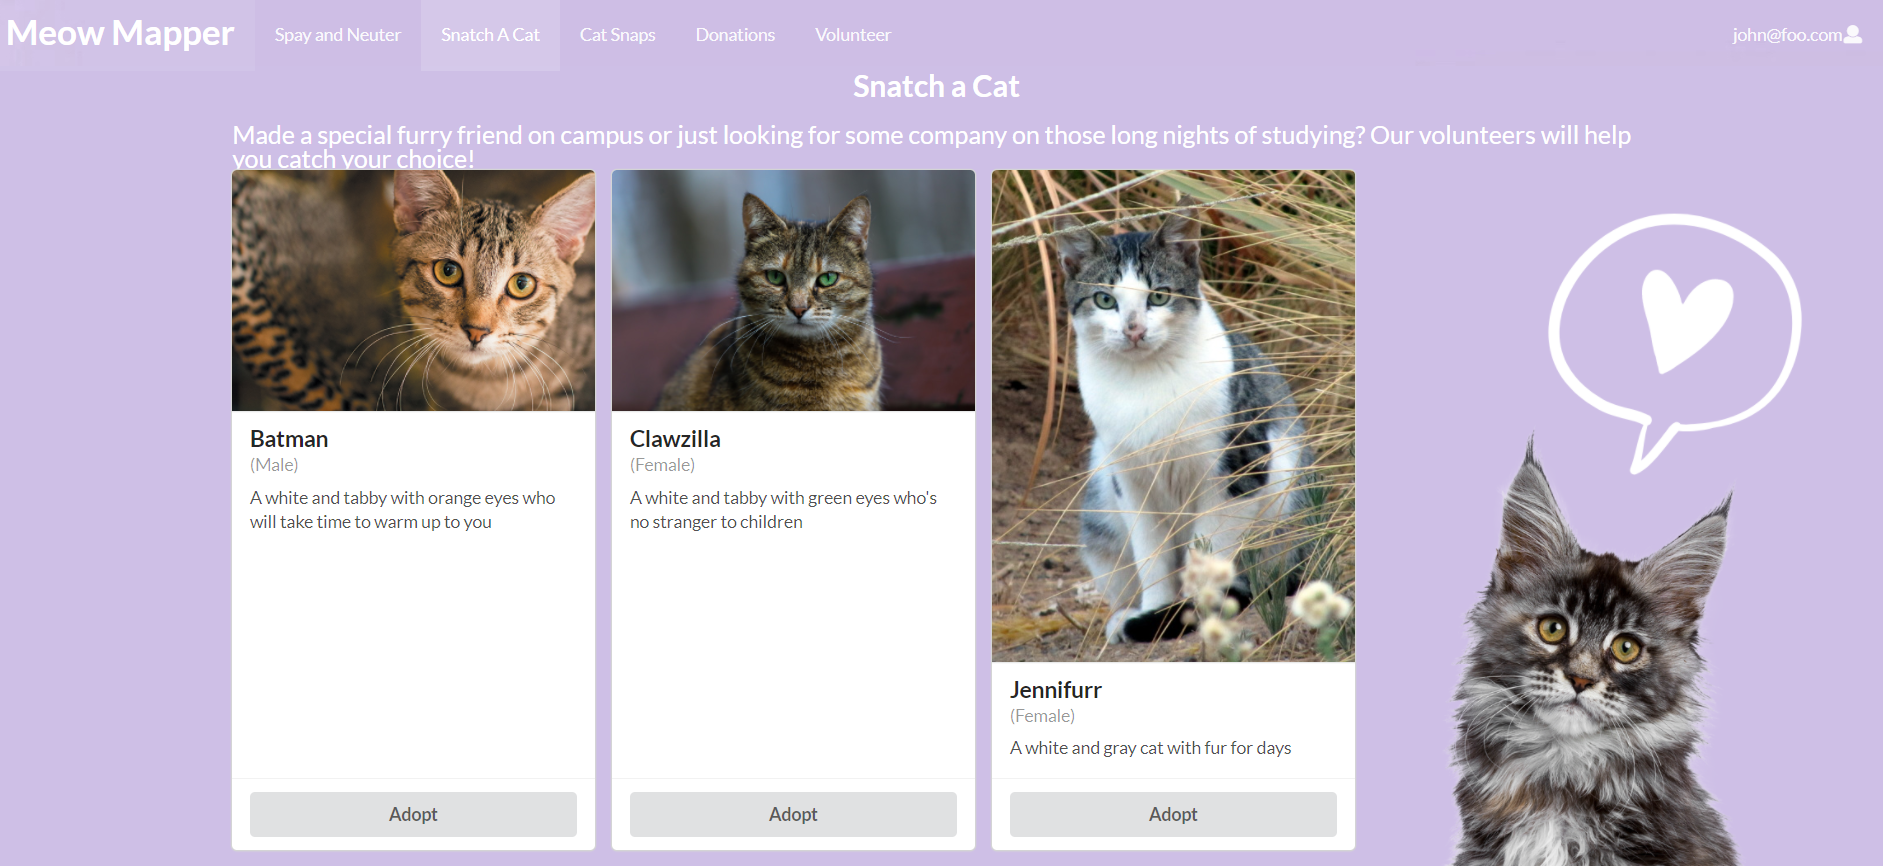 Meow Mapper
Spay and Neuter
Snatch A Cat
Cat Snaps
Donations
Volunteer
john@foo.com
Snatch a Cat
Made a special furry friend on campus or just looking for some company on those long nights of studying? Our volunteers will help
you catch your choice!
Batman
(Male)
A white and tabby with orange eyes who
will take time to warm up to you
Adopt
Clawzilla
(Female)
A white and tabby with green eyes who's
no stranger to children
Adopt
Jennifurr
(Female)
A white and gray cat with fur for days
Adopt